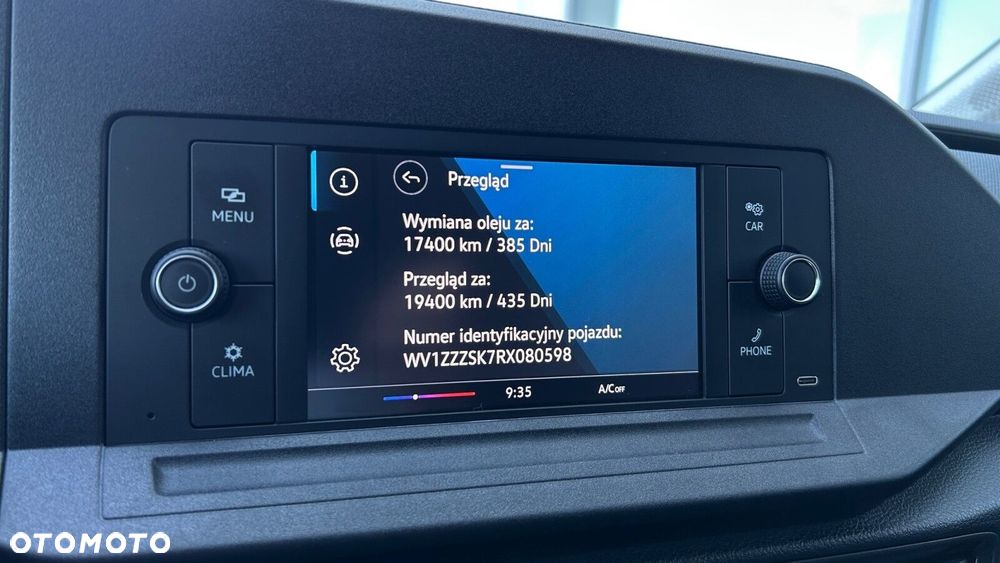 MENU
CLIMA
i
Przegląd
Wymiana oleju za:
17400 km / 385 Dni
Przegląd za:
19400 km / 435 Dni
Numer identyfikacyjny pojazdu:
WV1ZZZSK7RX080598
9:35
A/C OFF
CAR
PHONE
OTOMOTO